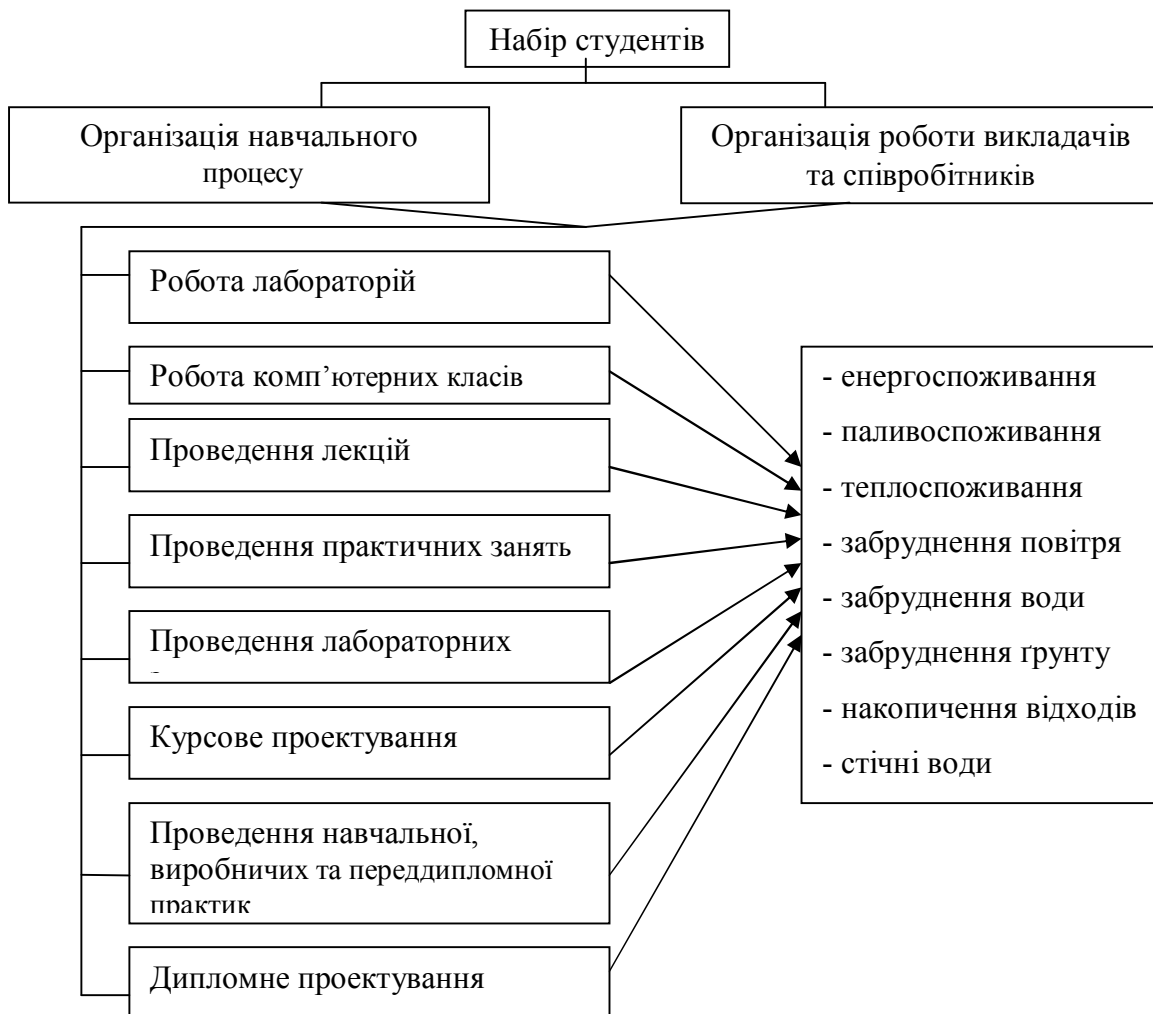 Набір студентів
Організація навчального
процесу
Організація роботи викладачів
та співробітників
Робота лабораторій
Робота комп’ютерних класів
Проведення лекцій
Проведення практичних занять
Проведення лабораторних
Курсове проектування
Проведення навчальної,
виробничих та переддипломної
практик
Дипломне проектування
- енергоспоживання
- паливоспоживання
- теплоспоживання
- забруднення повітря
- забруднення води
- забруднення ґрунту
- накопичення відходів
- стічні води